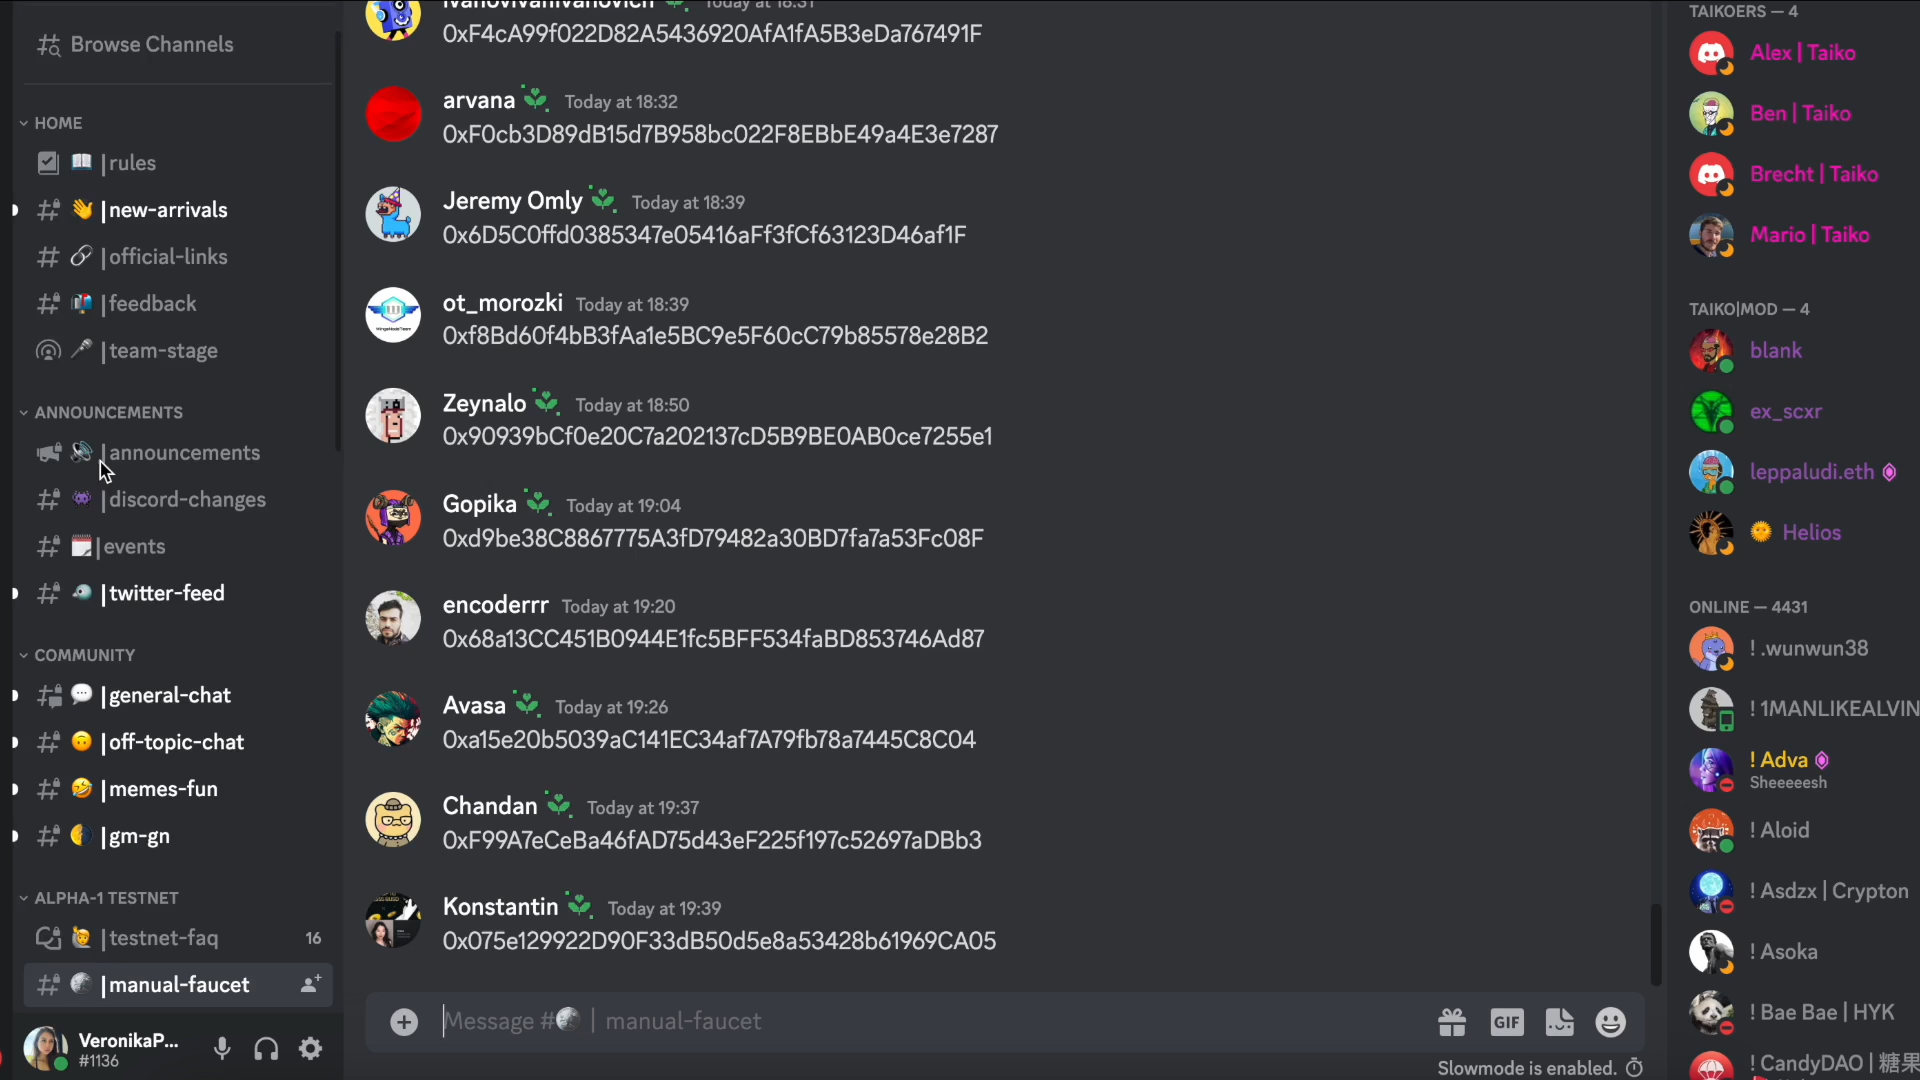 Browse Channels
HOME
|rules
|new-arrivals
|official-links
|feedback
|team-stage
ANNOUNCEMENTS
|announcements
|discord-changes
|events
|twitter-feed
COMMUNITY
|general-chat
|off-topic-chat
|memes-fun
|gm-gn
ALPHA-1 TESTNET
|testnet-faq 16
|manual-faucet
VeronikaP...
#1136
ivanovivanivanovich Today at 18:31
0xF4cA99f022D82A5436920AfA1fA5B3eDa767491F
arvana Today at 18:32
0xF0cb3D89dB15d7B958bc022F8EBbE49a4E3e7287
Jeremy Omly Today at 18:39
0x6D5C0ffd0385347e05416aFf3fCf63123D46af1F
ot_morozki Today at 18:39
0xf8Bd60f4bB3fAa1e5BC9e5F60cC79b85578e28B2
Zeynalo Today at 18:50
0x90939bCf0e20C7a202137cD5B9BE0AB0ce7255e1
Gopika Today at 19:04
0xd9be38C8867775A3fD79482a30BD7fa7a53Fc08F
encoderrr Today at 19:20
0x68a13CC451B0944E1fc5BFF534faBD853746Ad87
Avasa Today at 19:26
0xa15e20b5039aC141EC34af7A79fb78a7445C8C04
Chandan Today at 19:37
0xF99A7eCeBa46fAD75d43eF225f197c52697aDBb3
Konstantin Today at 19:39
0x075e129922D90F33dB50d5e8a53428b61969CA05
Message # | manual-faucet
GIF
Slowmode is enabled.
TAIKOERS — 4
Alex | Taiko
Ben | Taiko
Brecht | Taiko
Mario | Taiko
TAIKO|MOD — 4
blank
ex_scxr
leppaludi.eth
Helios
ONLINE — 4431
! .wunwun38
! 1MANLIKEALVIN
! Adva
Sheeeeesh
! Aloid
! Asdzx | Crypton
! Asoka
! Bae Bae | HYK
! CandyDAO | 糖果